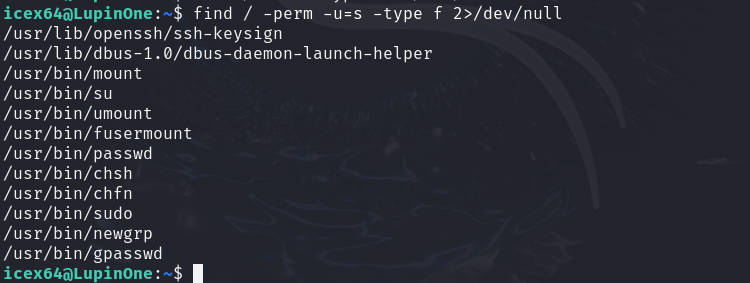 icex64@LupinOne:~$ find / -perm -u=s -type f 2>/dev/null
/usr/lib/openssh/ssh-keysign
/usr/lib/dbus-1.0/dbus-daemon-launch-helper
/usr/bin/mount
/usr/bin/su
/usr/bin/umount
/usr/bin/fusermount
/usr/bin/passwd
/usr/bin/chsh
/usr/bin/chfn
/usr/bin/sudo
/usr/bin/newgrp
/usr/bin/gpasswd
icex64@LupinOne:~$